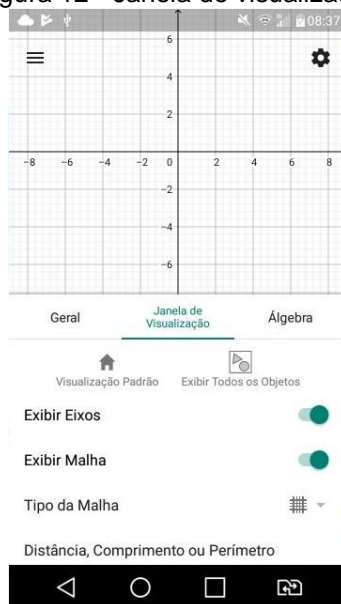 gura 12 - Janela de visualiza
08:37
6
4
2
-8 -6 -4 -2 0 2 4 6 8
-2
-4
-6
Geral
Janela de
Visualização
Álgebra
Visualização Padrão Exibir Todos os Objetos
Exibir Eixos
Exibir Malha
Tipo da Malha
Distância, Comprimento ou Perímetro